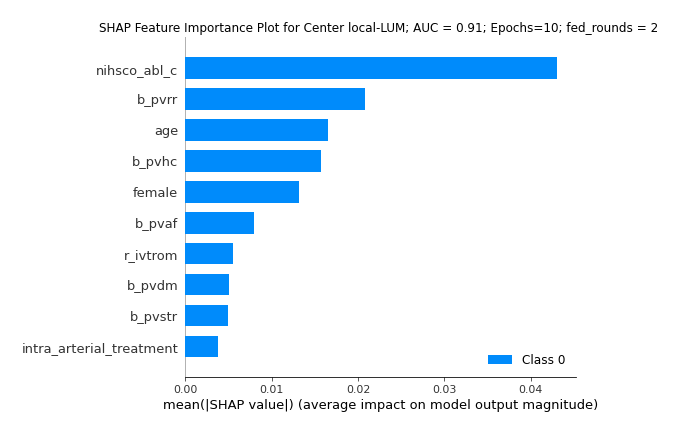 SHAP Feature Importance Plot for Center local-LUM; AUC = 0.91; Epochs=10; fed_rounds = 2
nihsco_abl_c
b_pvrr
age
b_pvhc
female
b_pvaf
r_ivtrom
b_pvdm
b_pvstr
intra_arterial_treatment
Class 0
0.00 0.01 0.02 0.03 0.04
mean(|SHAP value|) (average impact on model output magnitude)